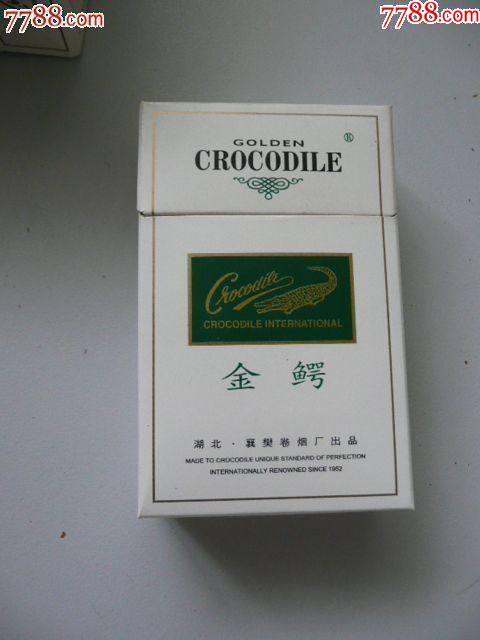 7788.com
7788.com
GOLDEN
CROCODILE ®
Crocodile
CROCODILE INTERNATIONAL
金 鳄
湖北·襄樊卷烟厂出品
MADE TO CROCODILE UNIQUE STANDARD OF PERFECTION
INTERNATIONALLY RENOWNED SINCE 1952